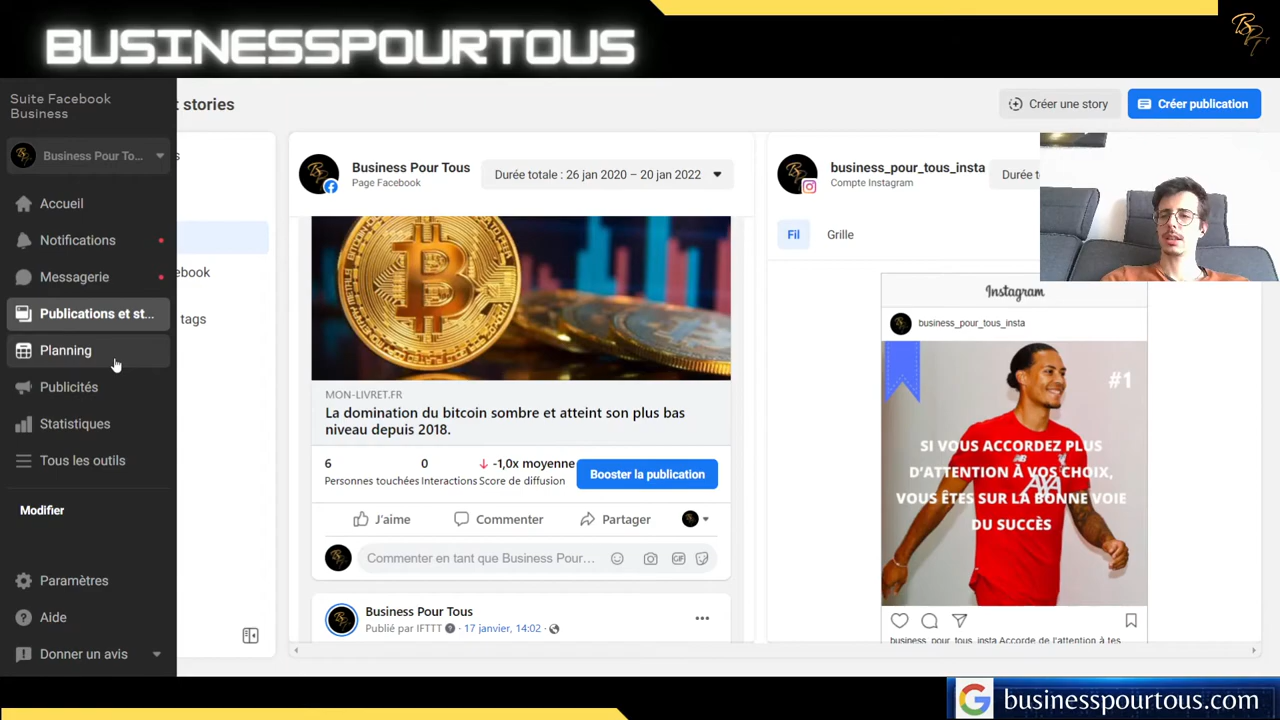 BUSINESSPOURTOUS
BPT
Suite Facebook
Business
Business Pour To...
Accueil
Notifications
Messagerie
Publications et st...
Planning
Publicités
Statistiques
Tous les outils
Modifier
Paramètres
Aide
Donner un avis
t stories
Créer une story
Créer publication
s
ebook
tags
Business Pour Tous
Page Facebook
Durée totale : 26 jan 2020 – 20 jan 2022
MON-LIVRET.FR
La domination du bitcoin sombre et atteint son plus bas
niveau depuis 2018.
6
Personnes touchées
0
Interactions
-1,0x moyenne
Score de diffusion
Booster la publication
J'aime
Commenter
Partager
Commenter en tant que Business Pour...
GIF
Business Pour Tous
Publié par IFTTT · 17 janvier, 14:02 ·
business_pour_tous_insta
Compte Instagram
Durée t
Fil
Grille
Instagram
business_pour_tous_insta
#1
SI VOUS ACCORDEZ PLUS
D'ATTENTION À VOS CHOIX,
VOUS ÊTES SUR LA BONNE VOIE
DU SUCCÈS
AXA
business_pour_tous_insta Accorde de l'attention à tes
businesspourtous.com